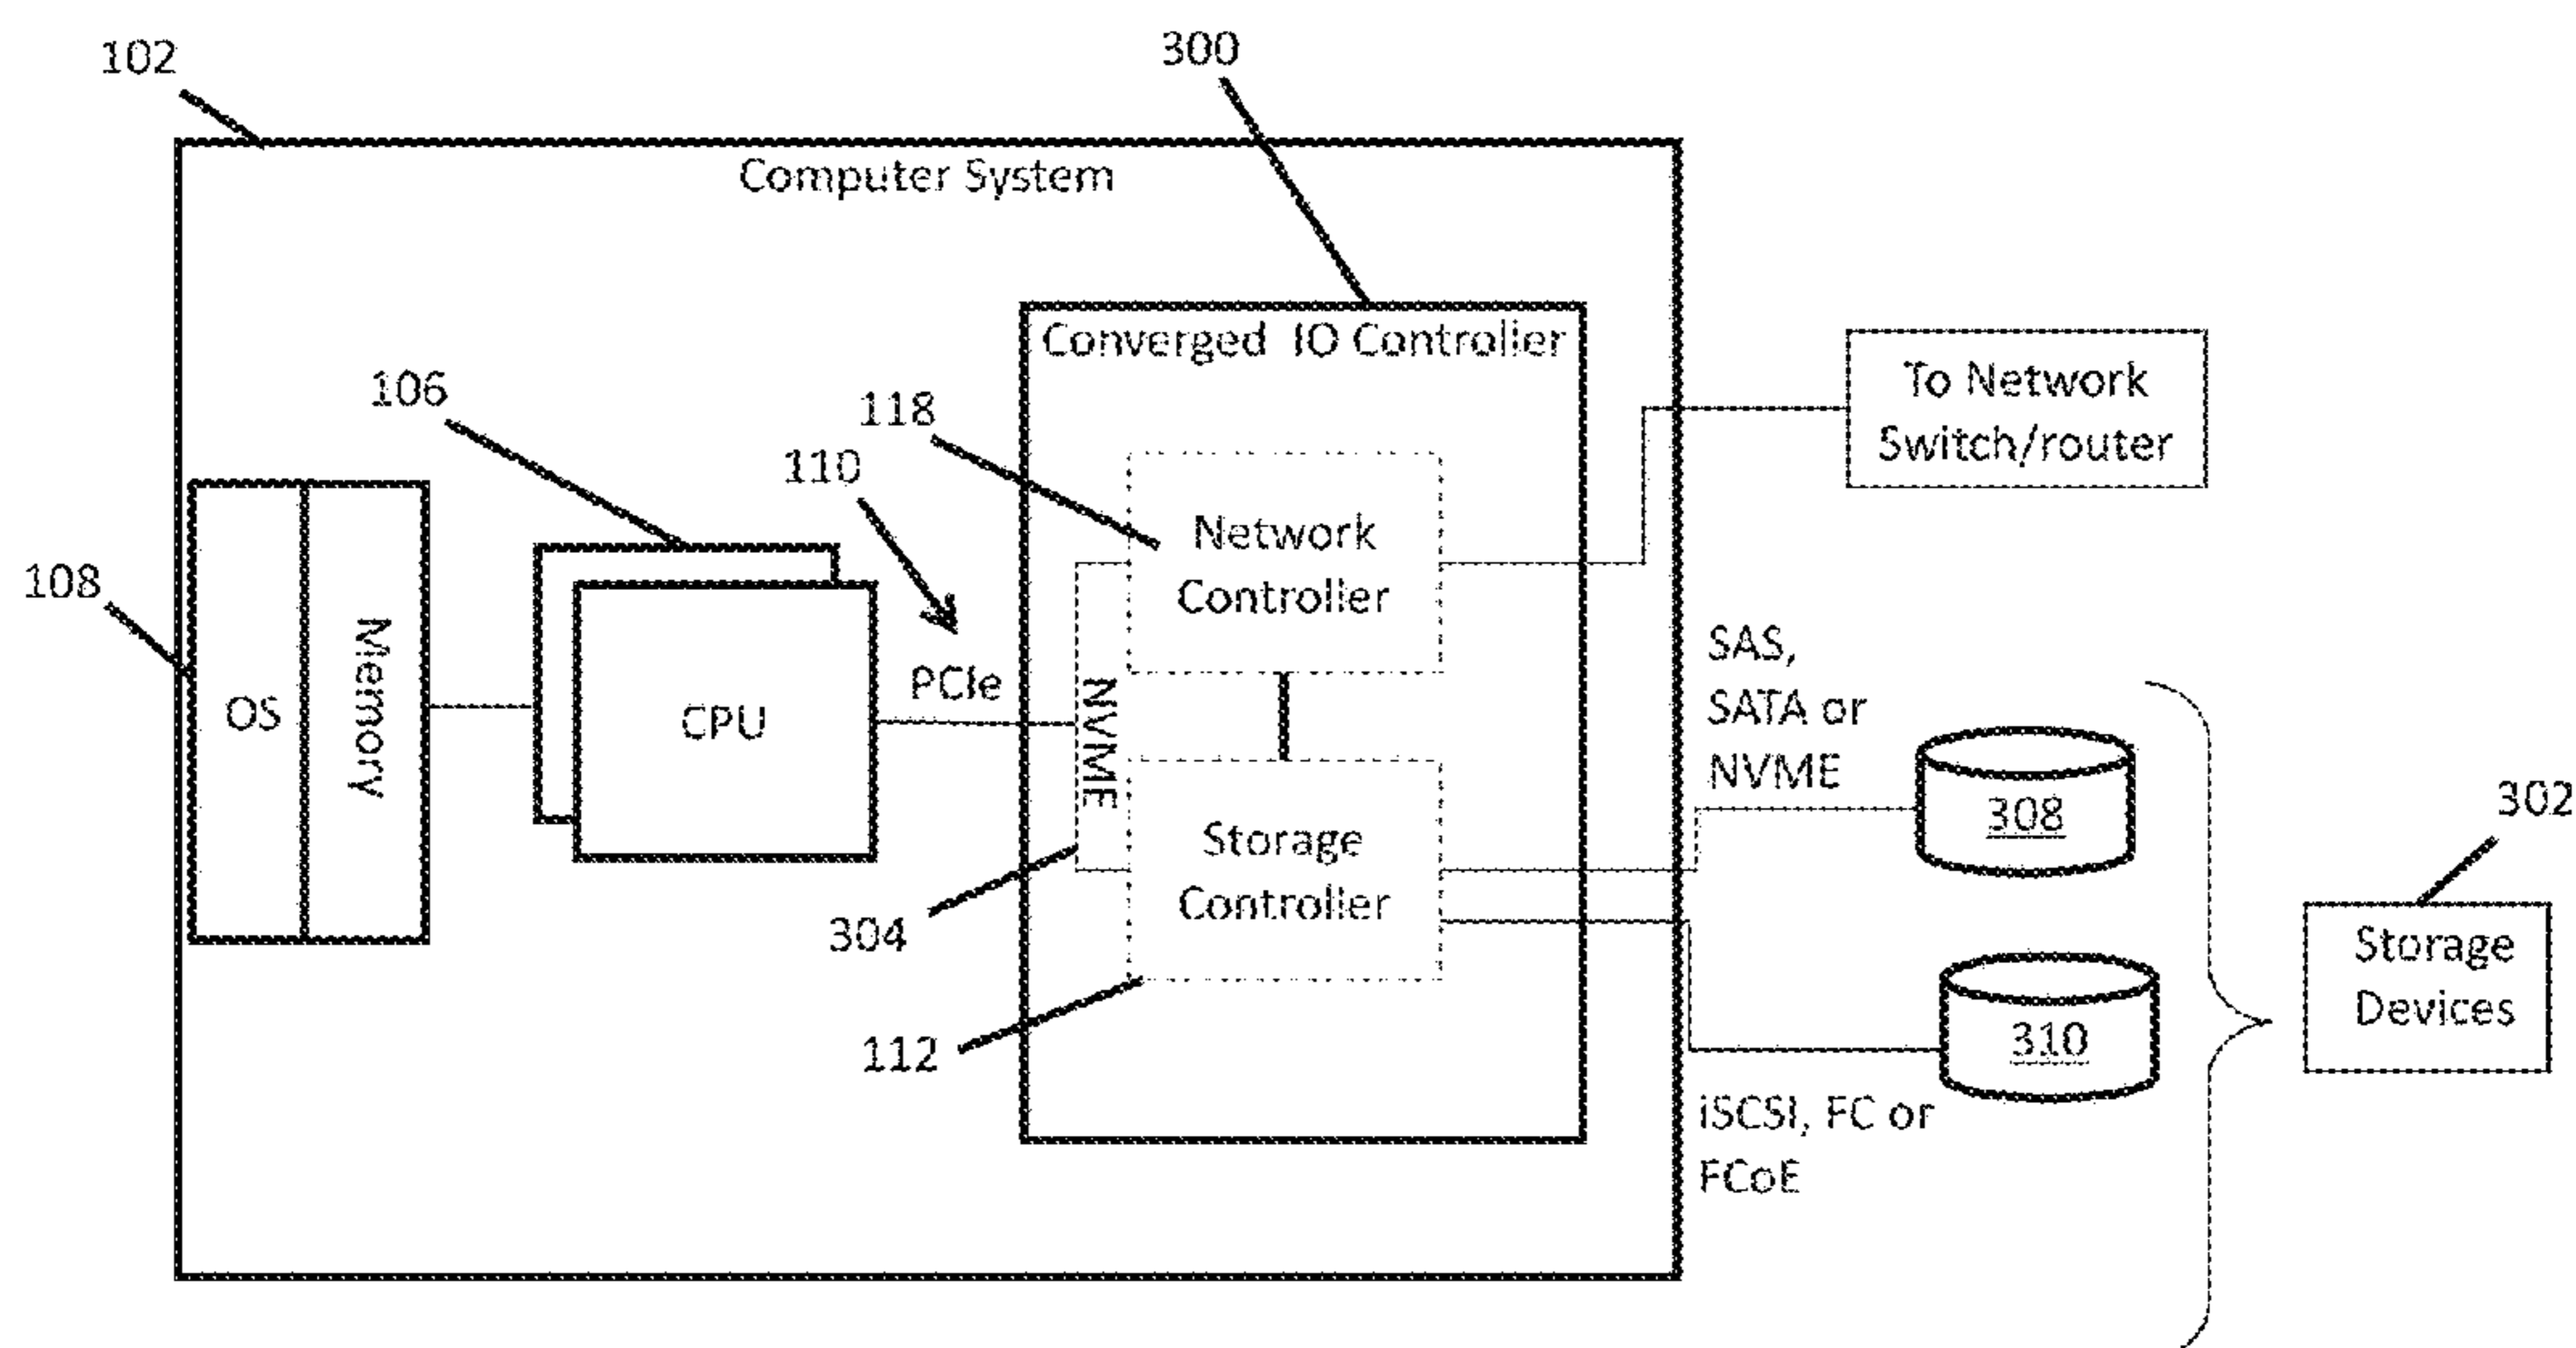 102
300
Computer System
Converged IO Controller
To Network
Switch/router
106
118
110
Network
Controller
108
OS
Memory
CPU
PCIe
NVME
SAS,
SATA or
NVME
308
302
Storage
Controller
304
Storage
Devices
112
310
iSCSI, FC or
FCoE